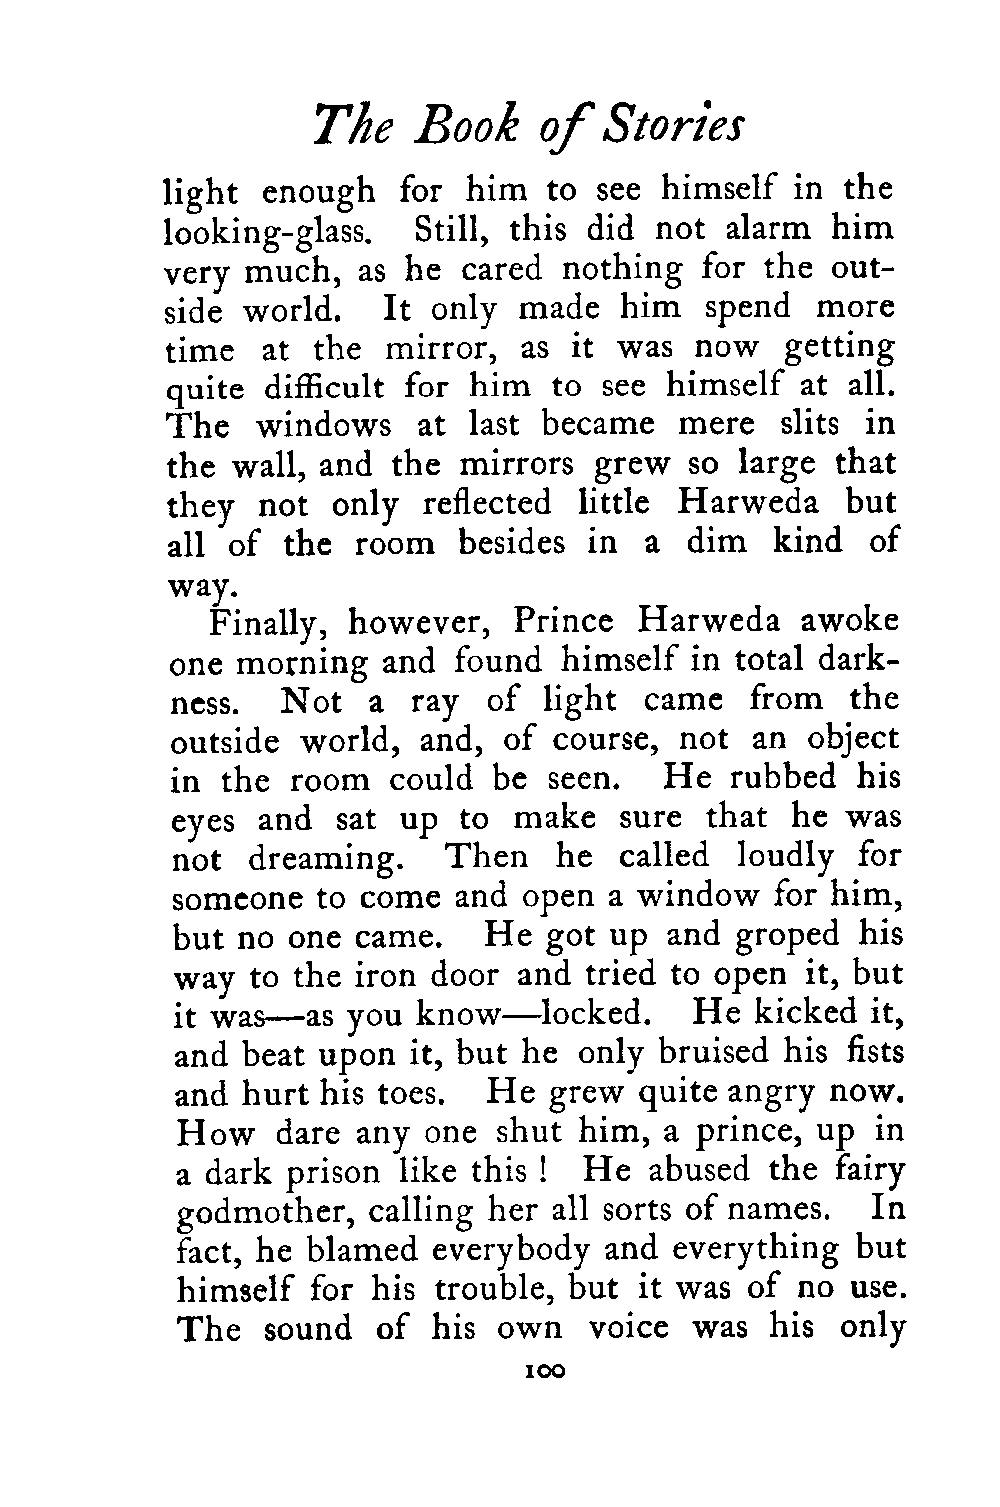 The Book of Stories
light enough for him to see himself in the
looking-glass. Still, this did not alarm him
very much, as he cared nothing for the out-
side world. It only made him spend more
time at the mirror, as it was now getting
quite difficult for him to see himself at all.
The windows at last became mere slits in
the wall, and the mirrors grew so large that
they not only reflected little Harweda but
all of the room besides in a dim kind of
way.
Finally, however, Prince Harweda awoke
one morning and found himself in total dark-
ness. Not a ray of light came from the
outside world, and, of course, not an object
in the room could be seen. He rubbed his
eyes and sat up to make sure that he was
not dreaming. Then he called loudly for
someone to come and open a window for him,
but no one came. He got up and groped his
way to the iron door and tried to open it, but
it was—as you know—locked. He kicked it,
and beat upon it, but he only bruised his fists
and hurt his toes. He grew quite angry now.
How dare any one shut him, a prince, up in
a dark prison like this! He abused the fairy
godmother, calling her all sorts of names. In
fact, he blamed everybody and everything but
himself for his trouble, but it was of no use.
The sound of his own voice was his only
100